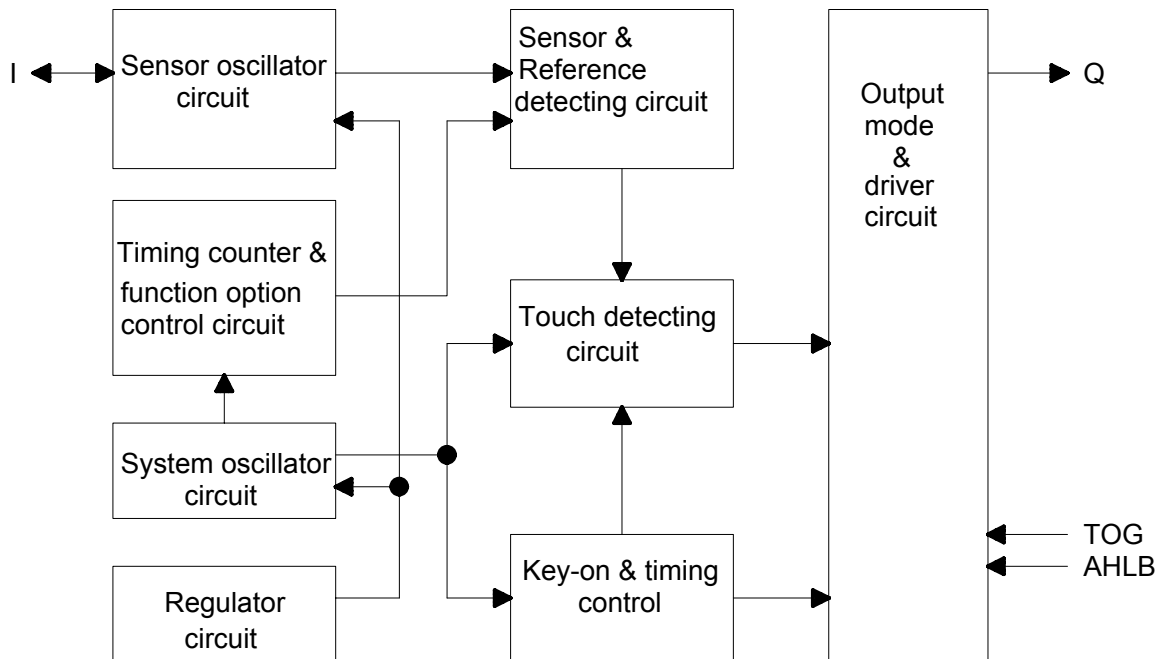 I
Sensor oscillator
circuit
Sensor &
Reference
detecting circuit
Output
mode
&
driver
circuit
Q
Timing counter &
function option
control circuit
Touch detecting
circuit
System oscillator
circuit
Key-on & timing
control
Regulator
circuit
TOG
AHLB